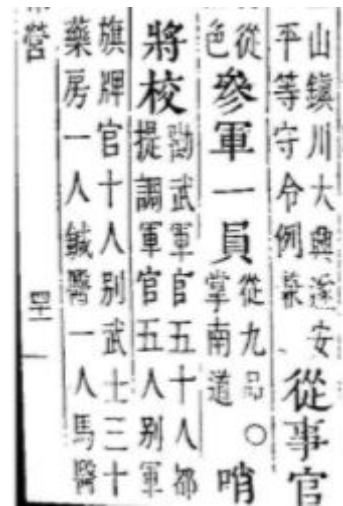 山鎭川大興遂安
平等守令例兼
從事官
從
色
參軍一員
從九品
掌南道
○哨
將校
勸武軍官五十人都
提調軍官五人別軍
旗牌官十人別武士三十
藥房一人鍼醫一人馬醫
營